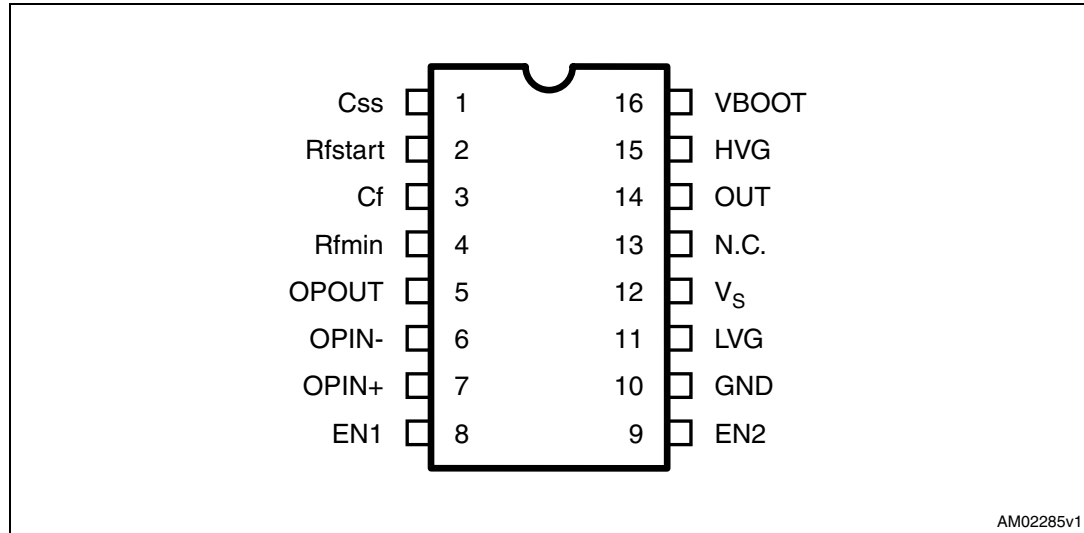 Css 1 16 VBOOT
Rfstart 2 15 HVG
Cf 3 14 OUT
Rfmin 4 13 N.C.
OPOUT 5 12 VS
OPIN- 6 11 LVG
OPIN+ 7 10 GND
EN1 8 9 EN2
AM02285v1